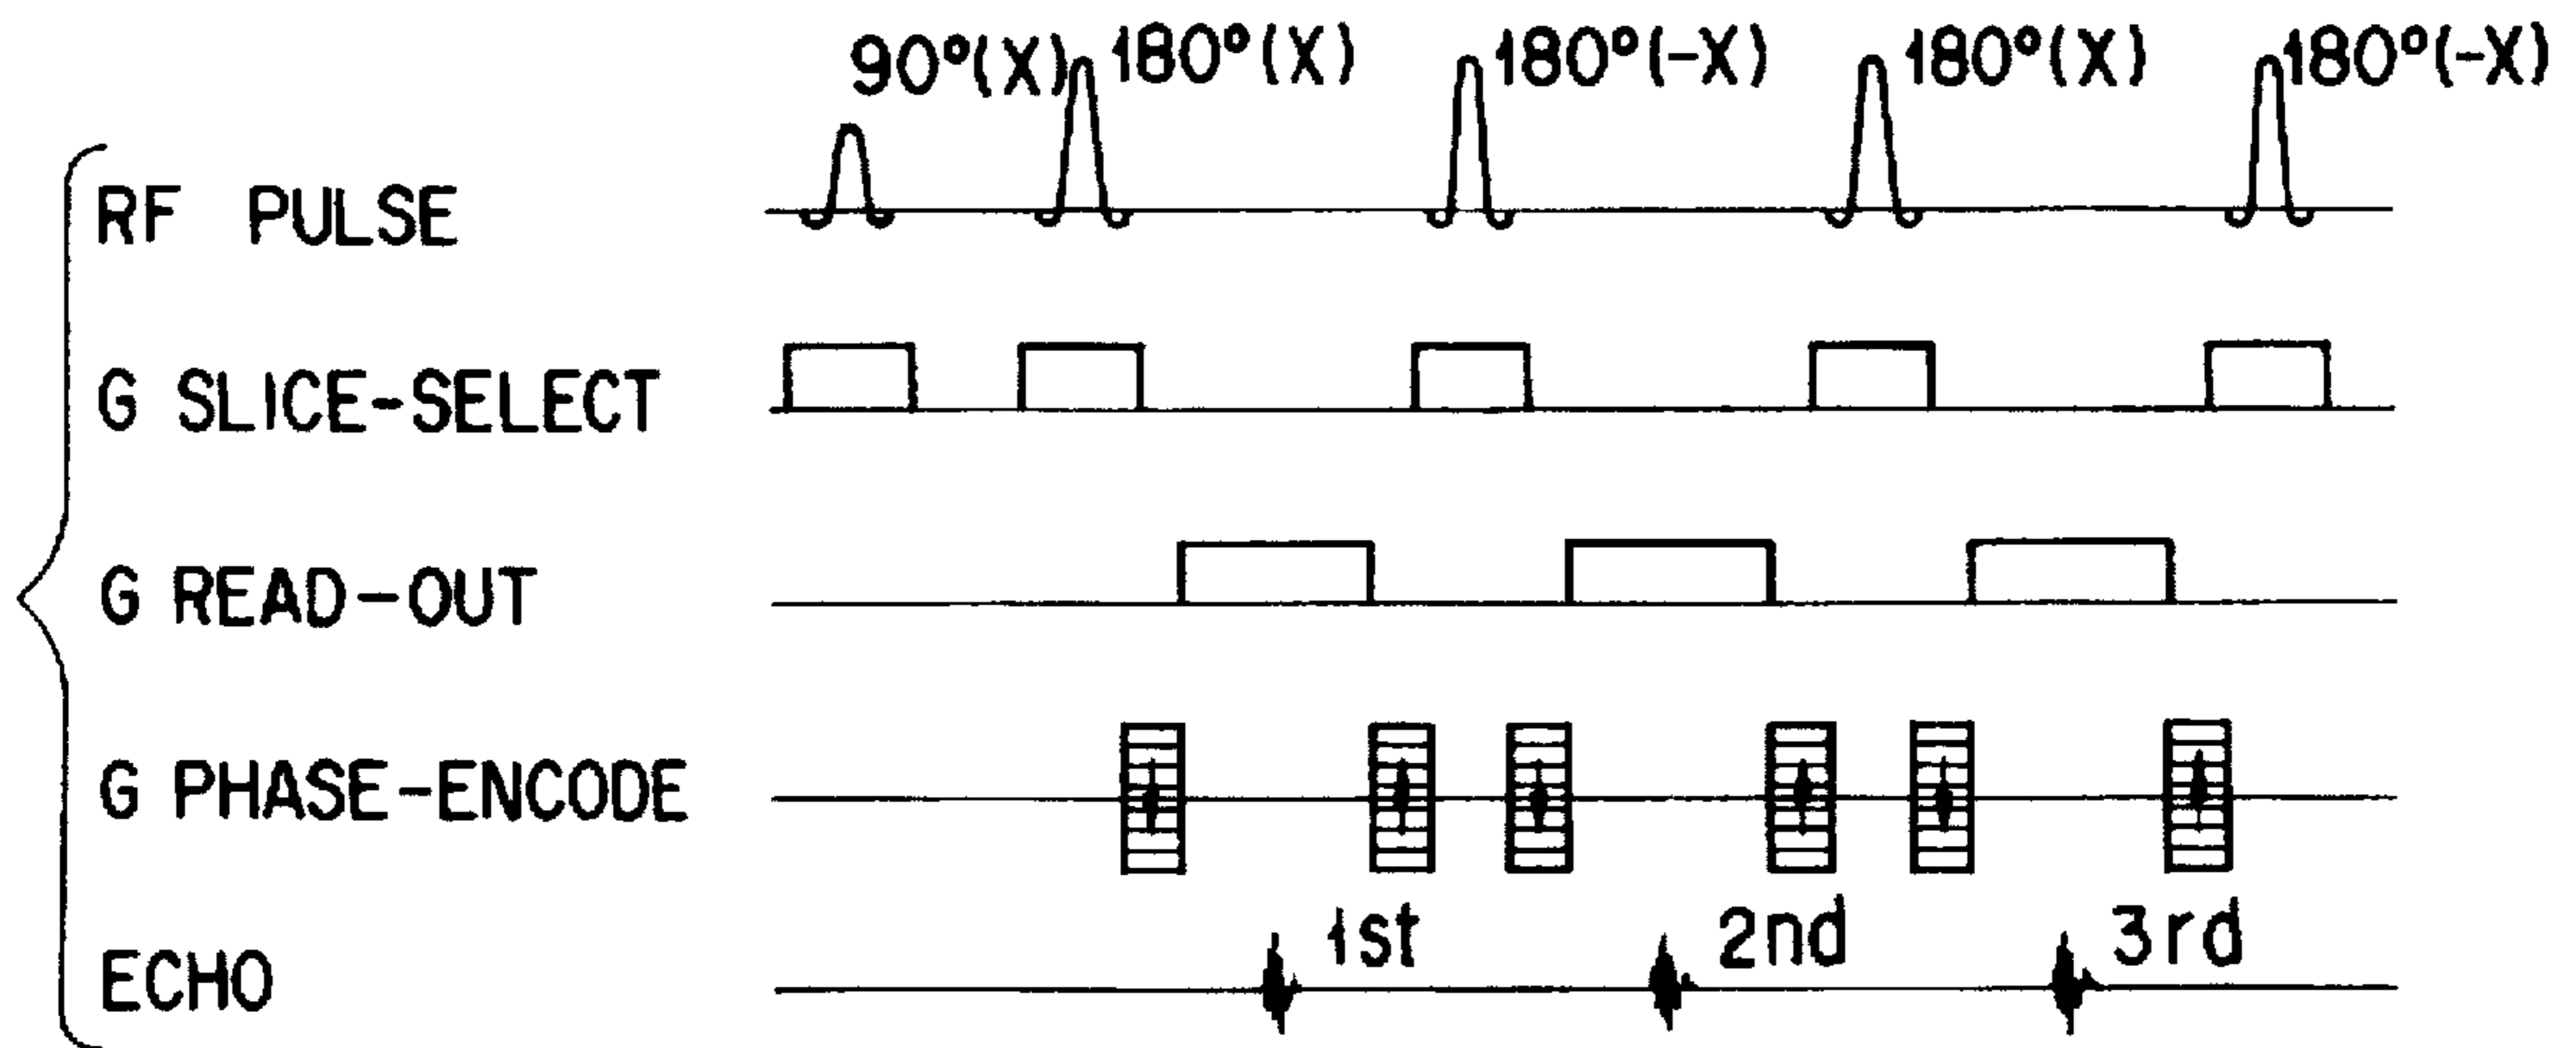 90°(X) 180°(X) 180°(-X) 180°(X) 180°(-X)
RF PULSE
G SLICE-SELECT
G READ-OUT
G PHASE-ENCODE
1st 2nd 3rd
ECHO